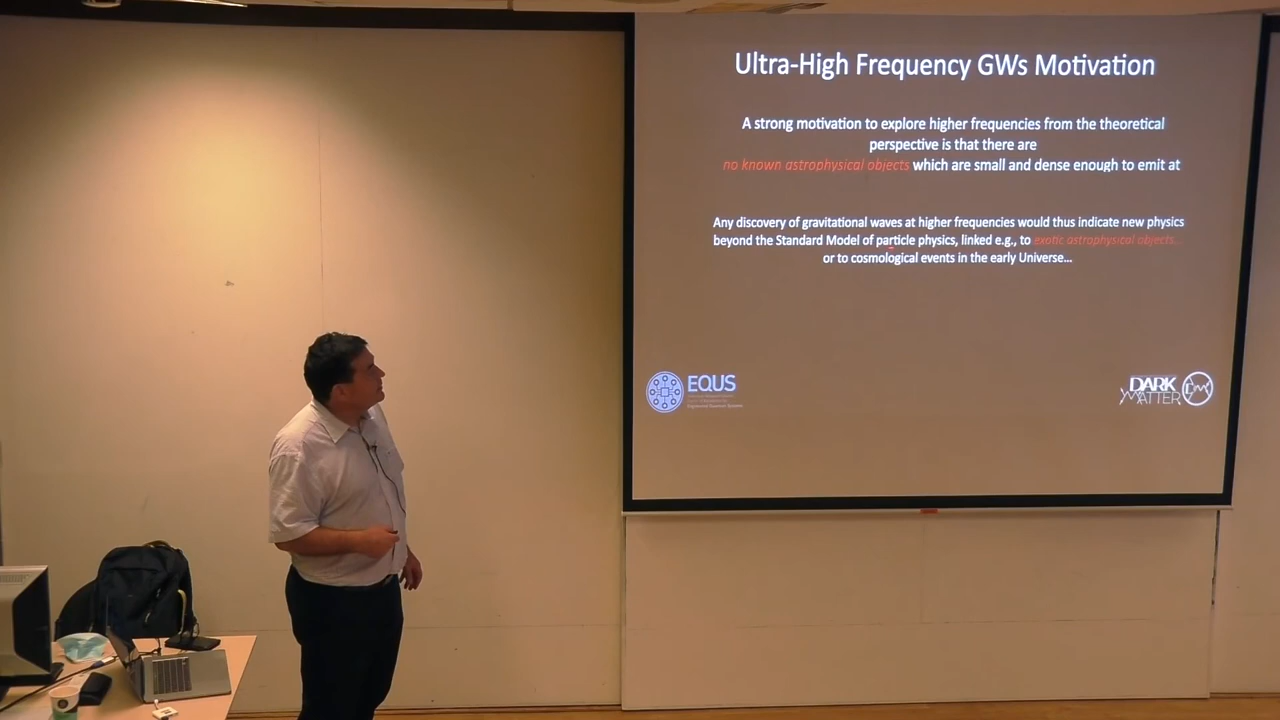 Ultra-High Frequency GWs Motivation
A strong motivation to explore higher frequencies from the theoretical
perspective is that there are
no known astrophysical objects which are small and dense enough to emit at
Any discovery of gravitational waves at higher frequencies would thus indicate new physics
beyond the Standard Model of particle physics, linked e.g., to exotic astrophysical objects...
or to cosmological events in the early Universe...
EQUS
DARK
MATTER